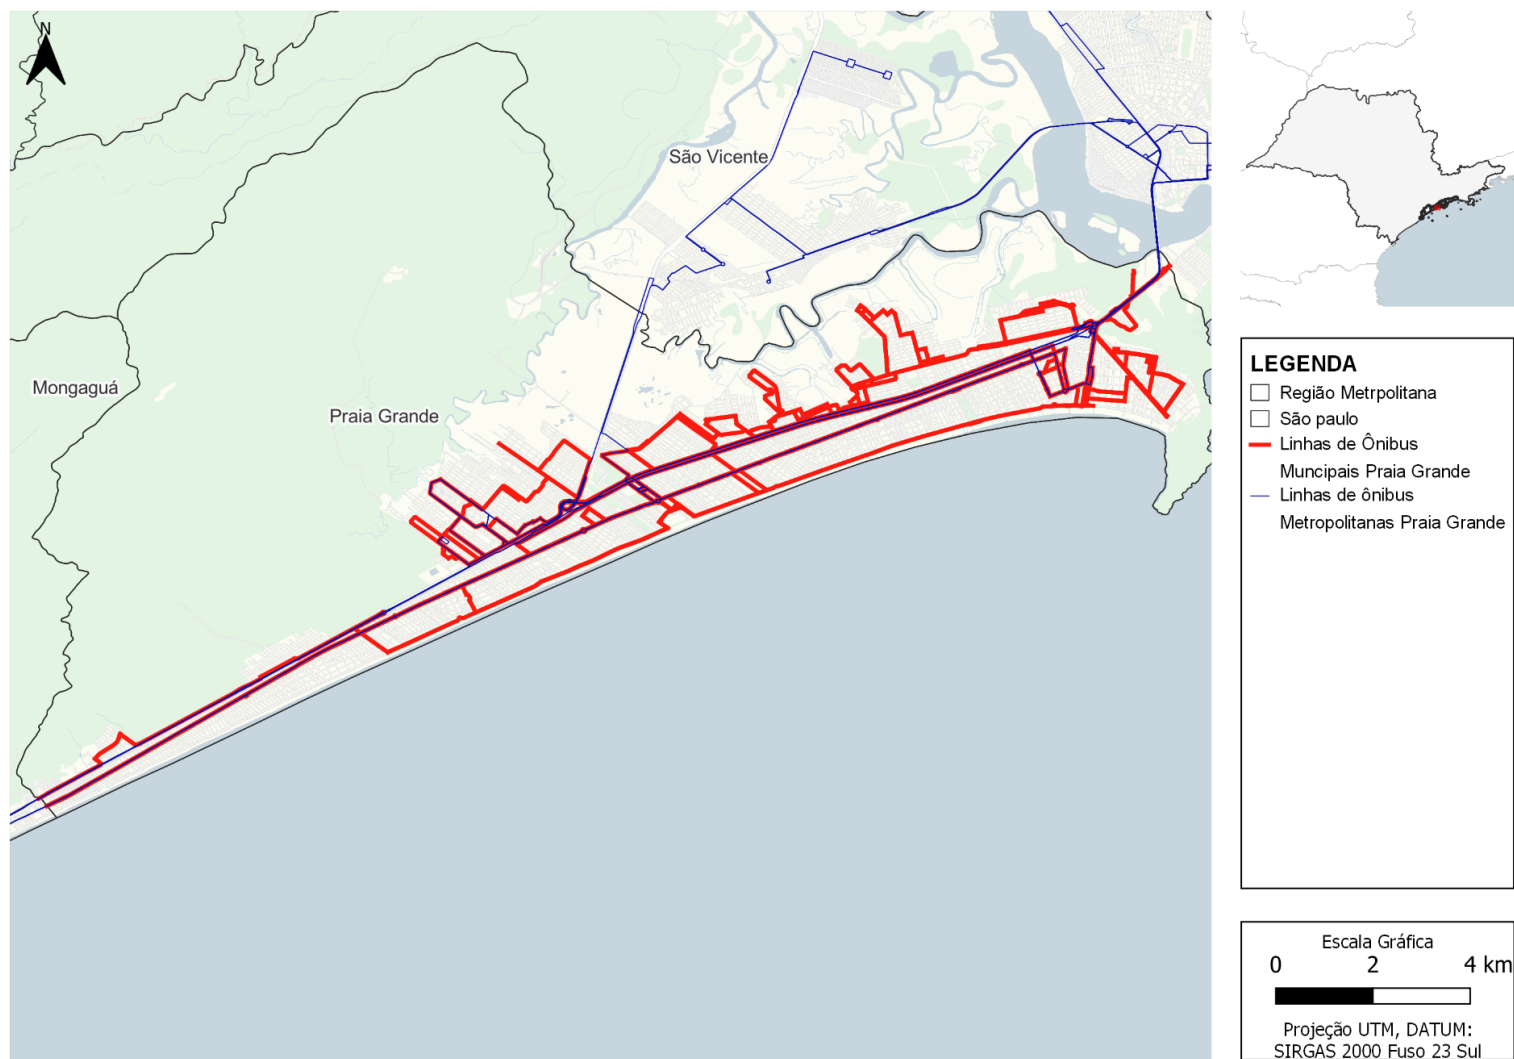 N
São Vicente
Mongaguá
Praia Grande
LEGENDA
Região Metrpolitana
São paulo
Linhas de Ônibus
Muncipais Praia Grande
Linhas de ônibus
Metropolitanas Praia Grande
Escala Gráfica
0 2 4 km
Projeção UTM, DATUM:
SIRGAS 2000 Fuso 23 Sul